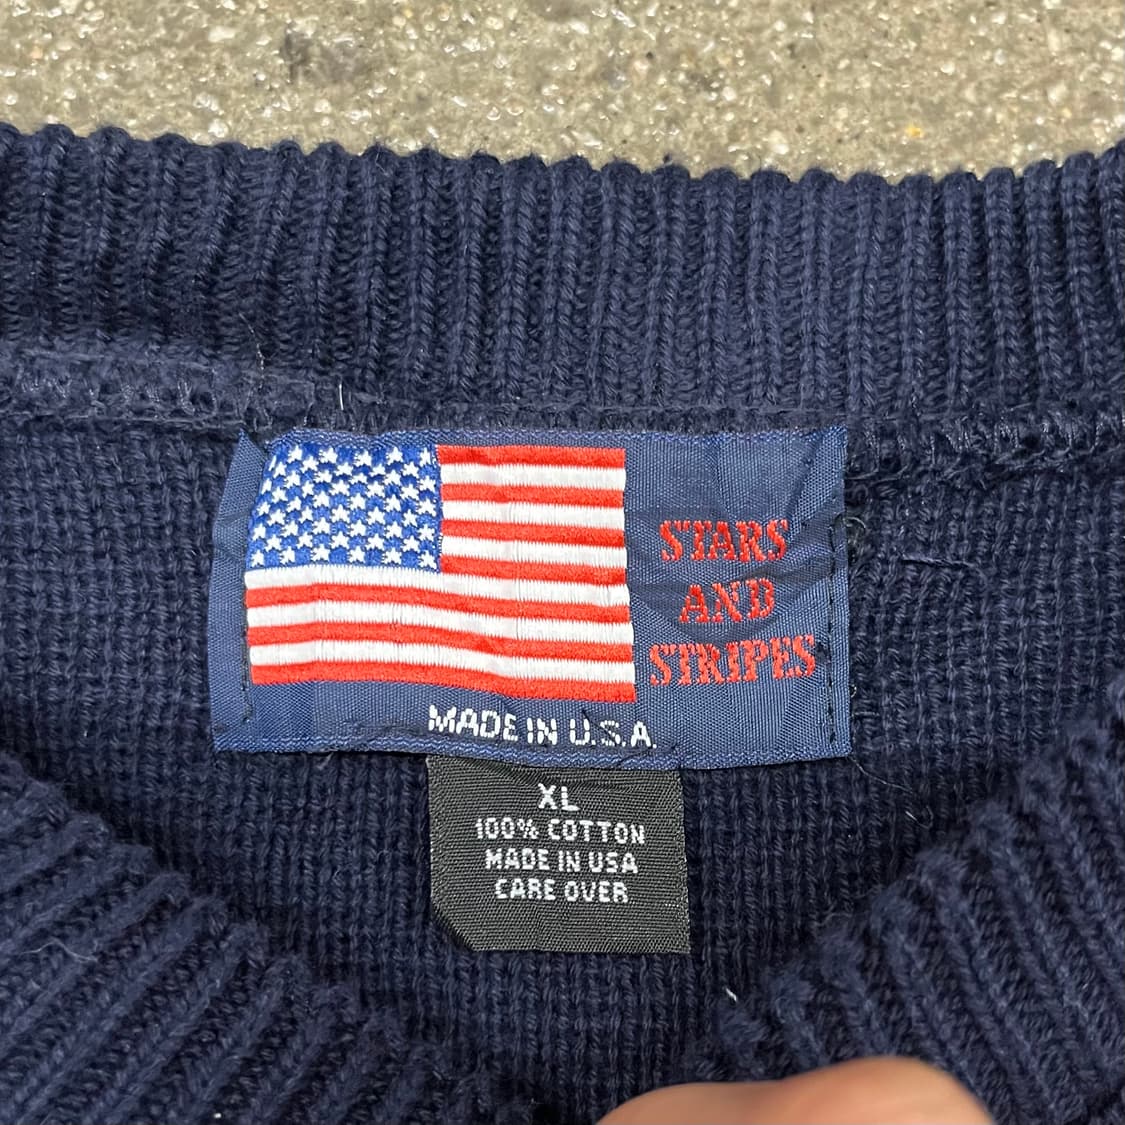 STARS
AND
STRIPES
MADE IN U.S.A.
XL
100% COTTON
MADE IN USA
CARE OVER